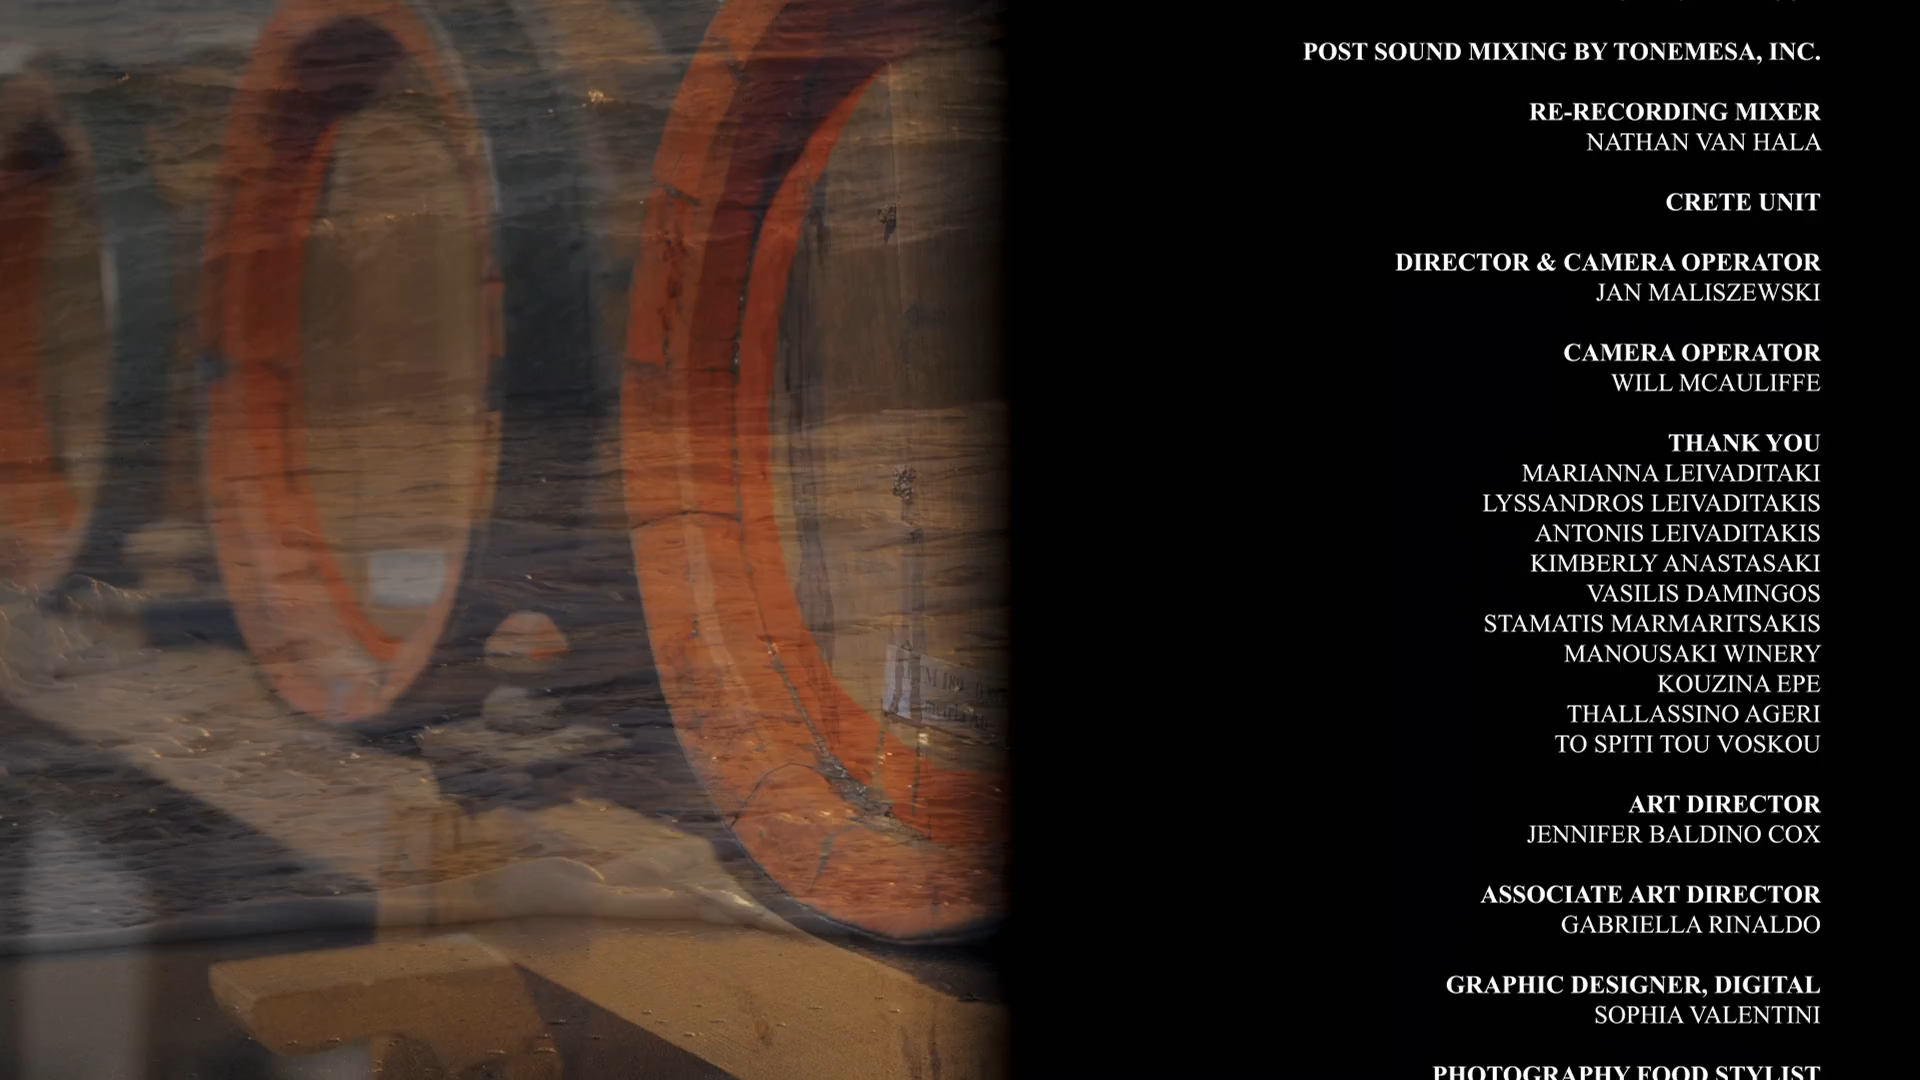 POST SOUND MIXING BY TONEMESA, INC.
RE-RECORDING MIXER
NATHAN VAN HALA
CRETE UNIT
DIRECTOR & CAMERA OPERATOR
JAN MALISZEWSKI
CAMERA OPERATOR
WILL MCAULIFFE
THANK YOU
MARIANNA LEIVADITAKI
LYSSANDROS LEIVADITAKIS
ANTONIS LEIVADITAKIS
KIMBERLY ANASTASAKI
VASILIS DAMINGOS
STAMATIS MARMARITSAKIS
MANOUSAKI WINERY
KOUZINA EPE
THALLASSINO AGERI
TO SPITI TOU VOSKOU
ART DIRECTOR
JENNIFER BALDINO COX
ASSOCIATE ART DIRECTOR
GABRIELLA RINALDO
GRAPHIC DESIGNER, DIGITAL
SOPHIA VALENTINI
PHOTOGRAPHY FOOD STYLIST